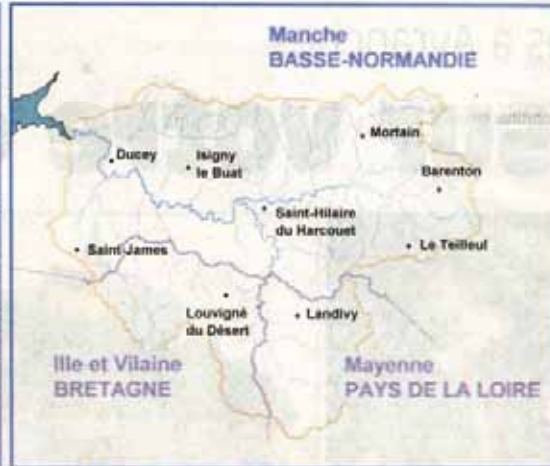 Manche
BASSE-NORMANDIE
Mortain
Ducey
Isigny
le Buat
Barenton
Saint-Hilaire
du Harcouet
Saint-James
Le Teilleul
Louvigné
du Désert
Landivy
Ille et Vilaine
BRETAGNE
Mayenne
PAYS DE LA LOIRE